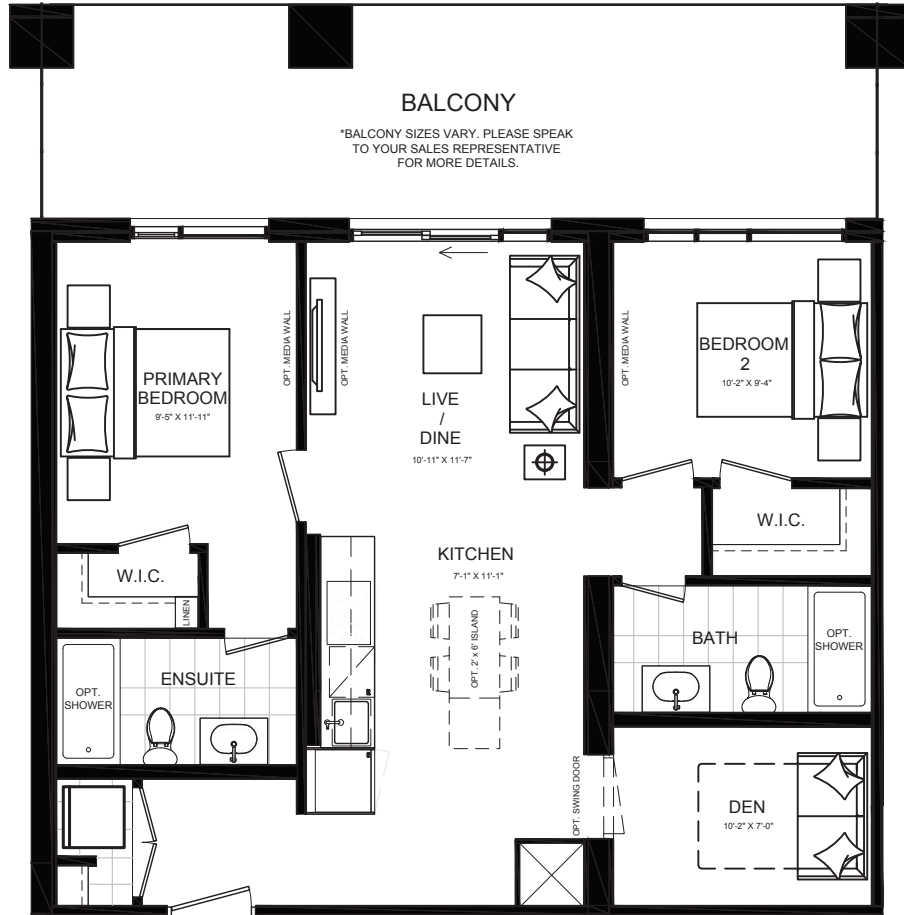 BALCONY
*BALCONY SIZES VARY. PLEASE SPEAK
TO YOUR SALES REPRESENTATIVE
FOR MORE DETAILS.
PRIMARY
BEDROOM
9'-5" X 11'-11"
OPT. MEDIA WALL
OPT. MEDIA WALL
LIVE
/
DINE
10'-11" X 11'-7"
OPT. MEDIA WALL
BEDROOM
2
10'-2" X 9'-4"
W.I.C.
LINEN
KITCHEN
7'-1" X 11'-1"
OPT. 2' x 6' ISLAND
W.I.C.
ENSUITE
OPT.
SHOWER
BATH
OPT.
SHOWER
OPT. SWING DOOR
DEN
10'-2" X 7'-0"